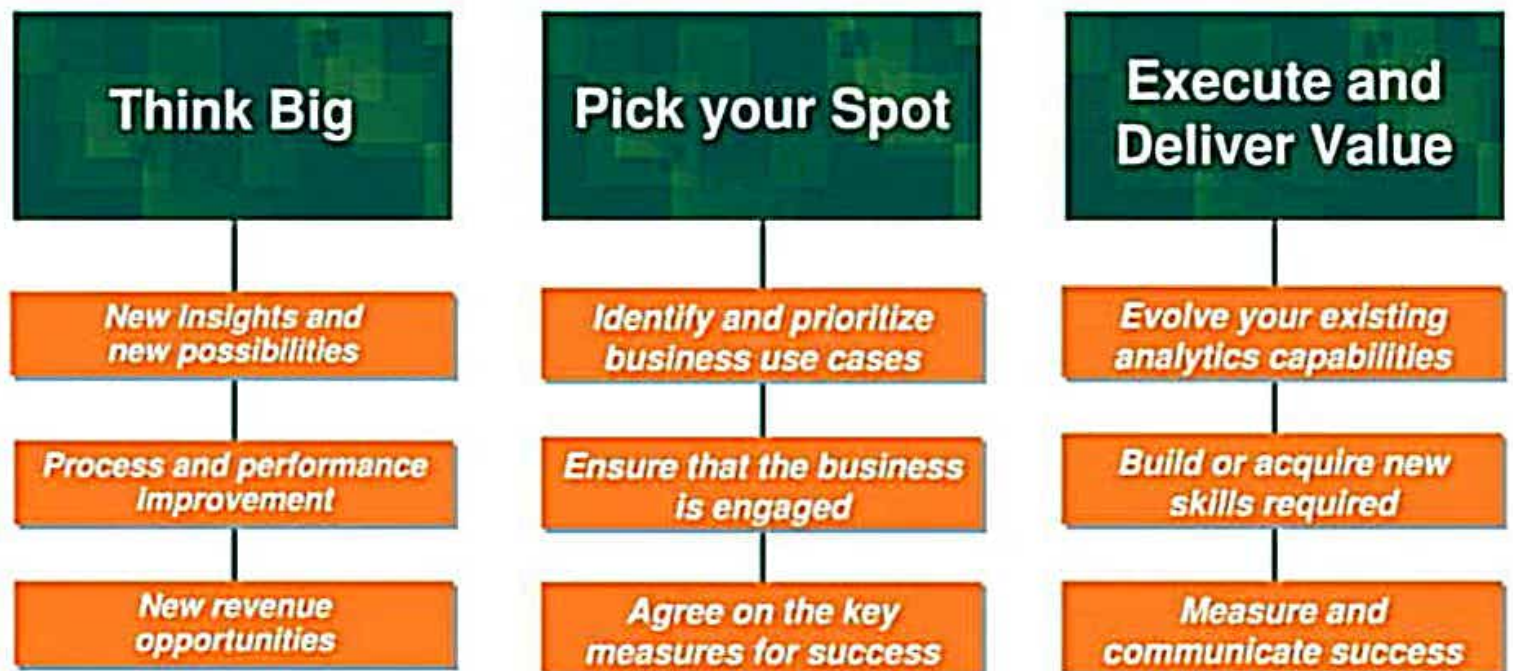 Think Big
New Insights and
new possibilities
Process and performance
Improvement
New revenue
opportunities
Pick your Spot
Identify and prioritize
business use cases
Ensure that the business
is engaged
Agree on the key
measures for success
Execute and
Deliver Value
Evolve your existing
analytics capabilities
Build or acquire new
skills required
Measure and
communicate success